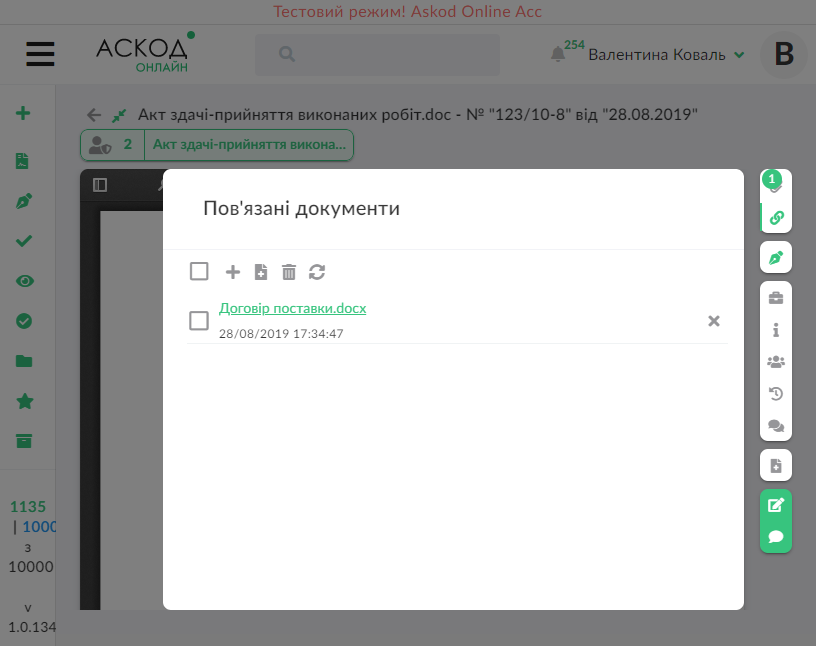 Тестовий режим! Askod Online Acc
АСКОД
ОНЛАЙН
254
Валентина Коваль
В
Акт здачі-прийняття виконаних робіт.doc - № "123/10-8" від "28.08.2019"
2
Акт здачі-прийняття викона...
1
Пов'язані документи
Договір поставки.docx
28/08/2019 17:34:47
1135
| 1000
з
10000
v
1.0.134